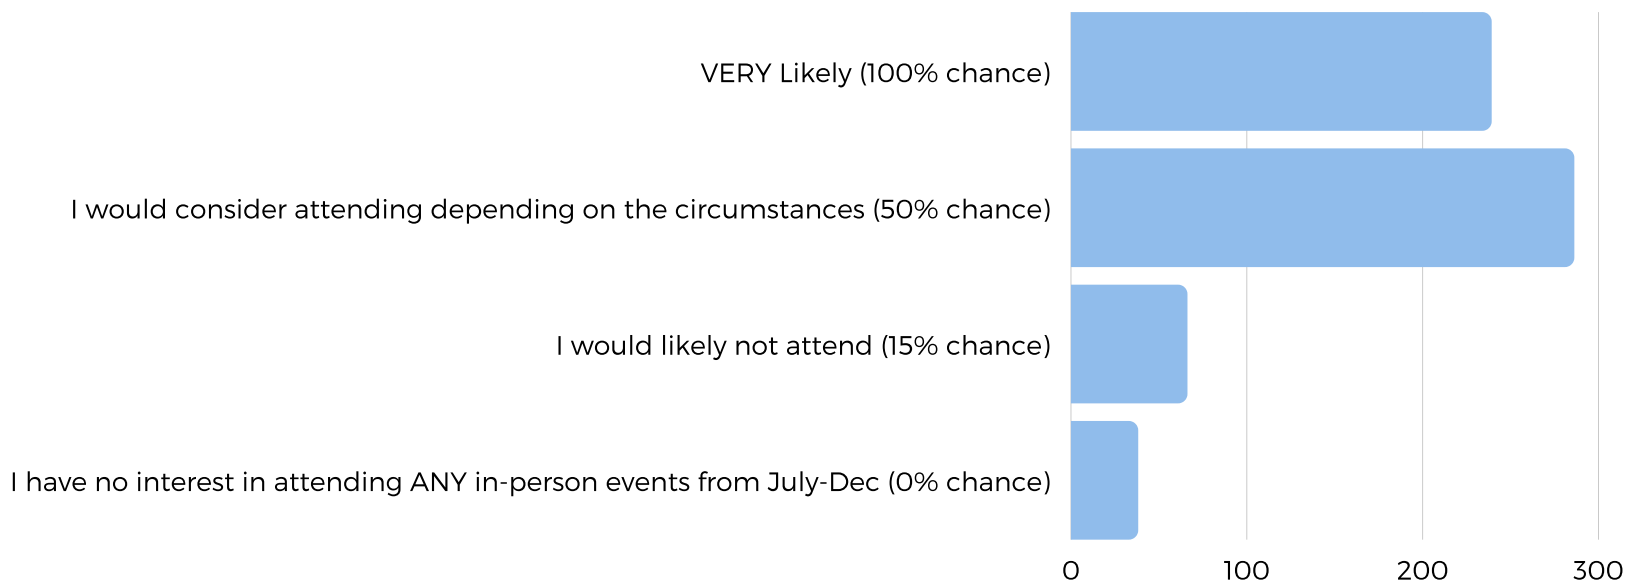 VERY Likely (100% chance)
I would consider attending depending on the circumstances (50% chance)
I would likely not attend (15% chance)
I have no interest in attending ANY in-person events from July-Dec (0% chance)
0 100 200 300